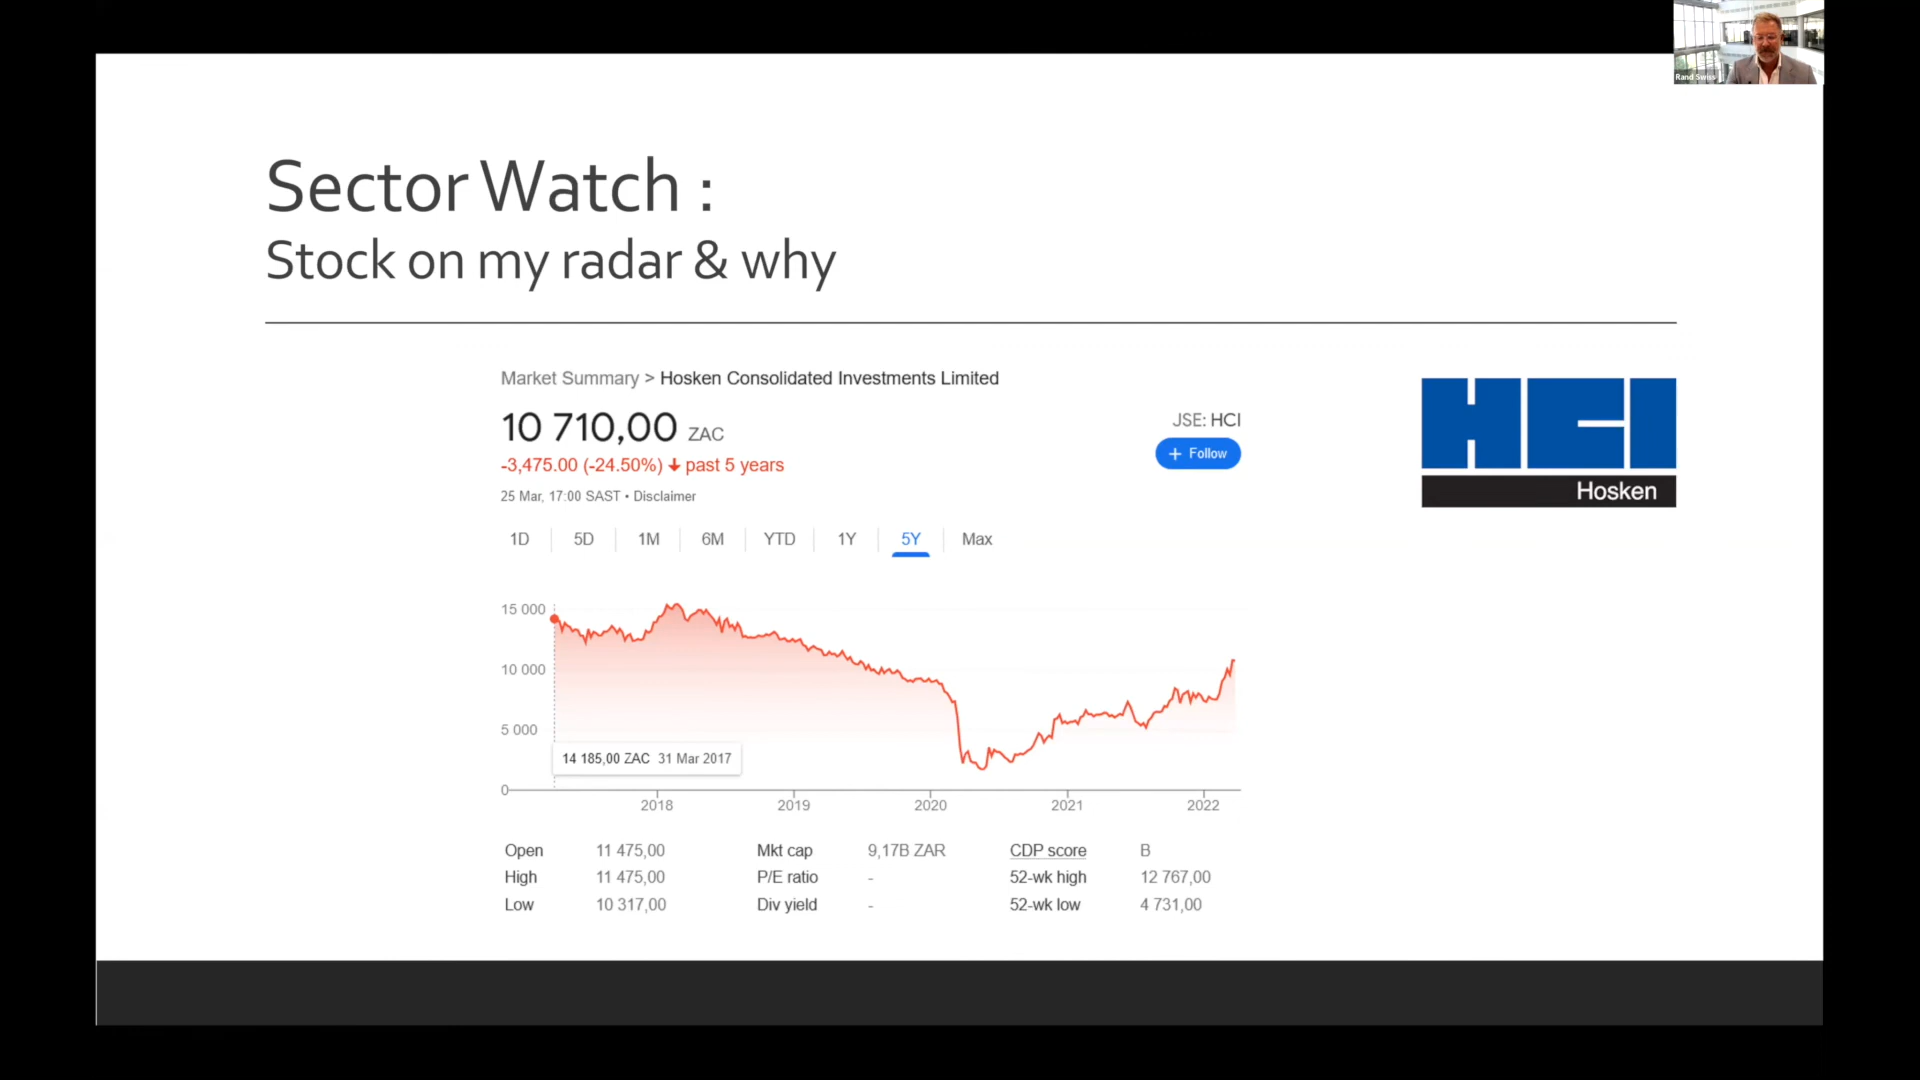 Rand Swiss
Sector Watch :
Stock on my radar & why
Market Summary > Hosken Consolidated Investments Limited
10 710,00 ZAC
JSE: HCI
+ Follow
-3,475.00 (-24.50%) ↓ past 5 years
25 Mar, 17:00 SAST • Disclaimer
1D 5D 1M 6M YTD 1Y 5Y Max
HCI
Hosken
15 000
10 000
5 000
0
14 185,00 ZAC 31 Mar 2017
2018 2019 2020 2021 2022
Open 11 475,00 Mkt cap 9,17B ZAR CDP score B
High 11 475,00 P/E ratio - 52-wk high 12 767,00
Low 10 317,00 Div yield - 52-wk low 4 731,00